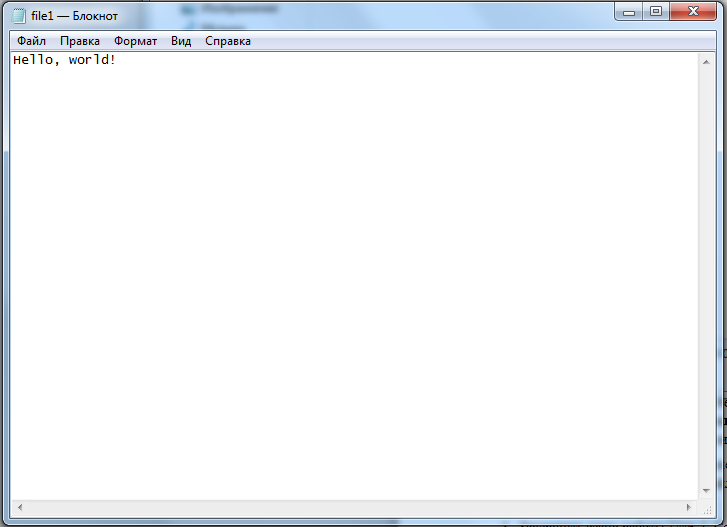 file1 — Блокнот
Файл Правка Формат Вид Справка
Hello, world!